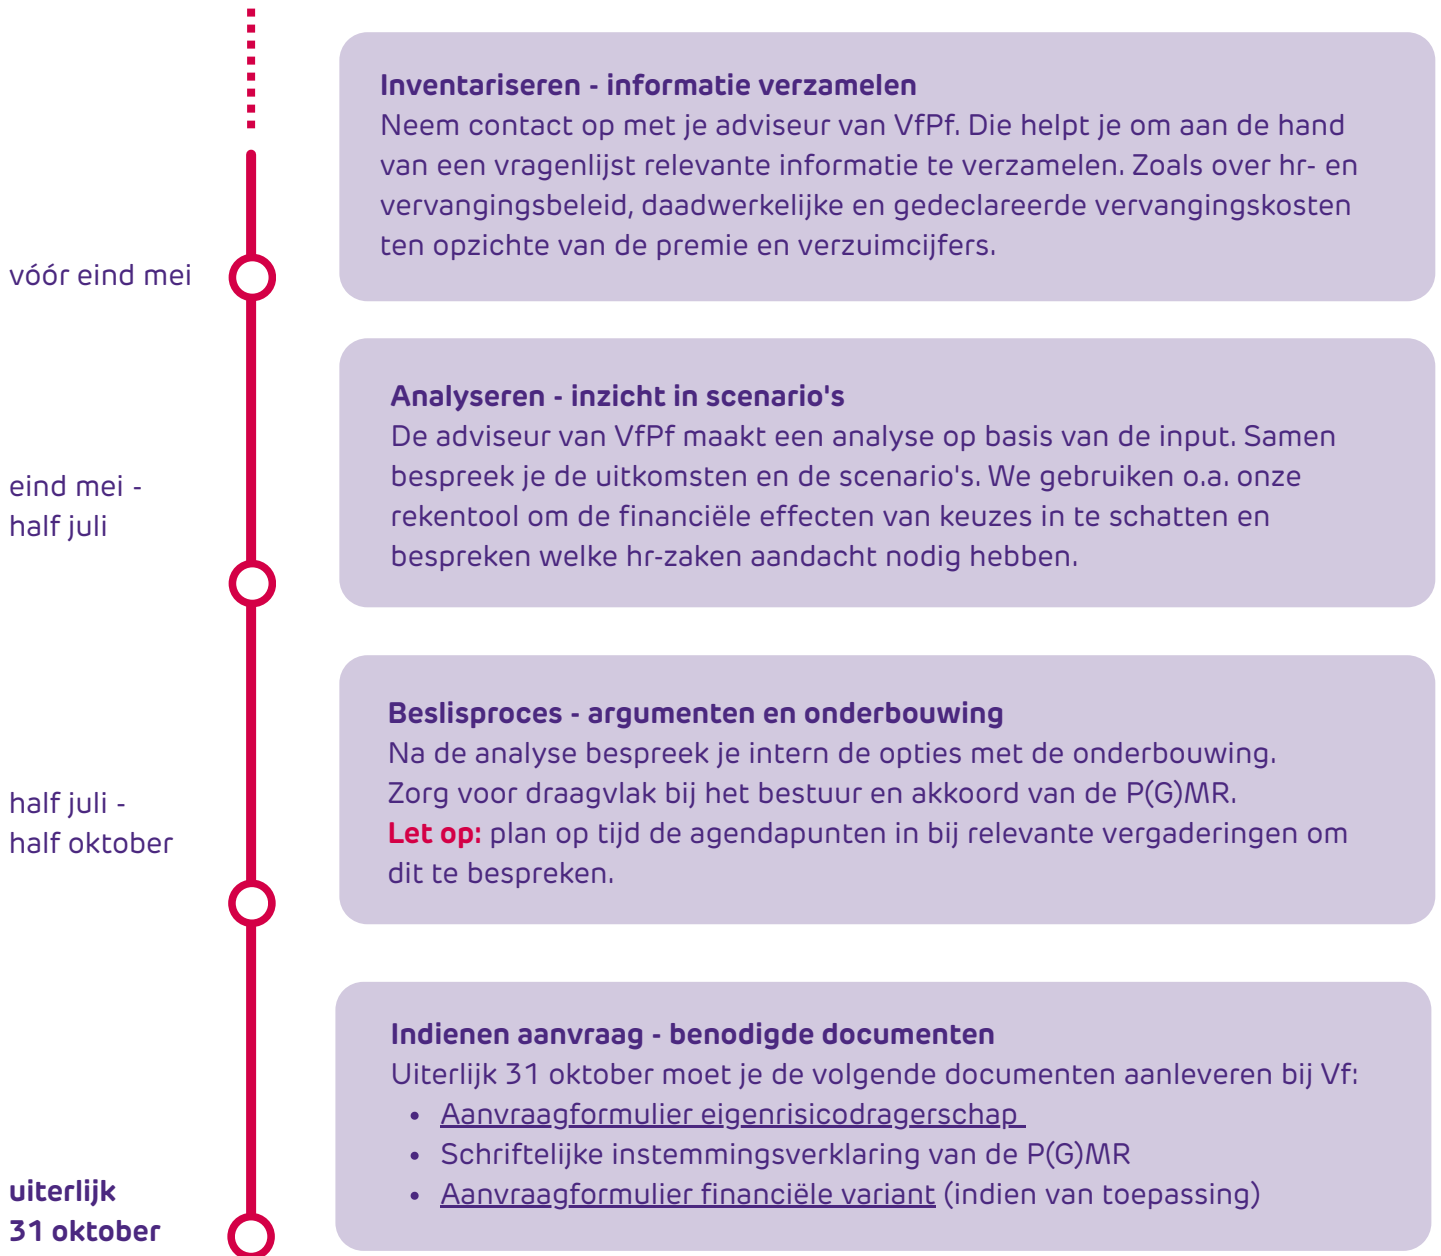 Inventariseren - informatie verzamelen
Neem contact op met je adviseur van VfPf. Die helpt je om aan de hand
van een vragenlijst relevante informatie te verzamelen. Zoals over hr- en
vervangingsbeleid, daadwerkelijke en gedeclareerde vervangingskosten
ten opzichte van de premie en verzuimcijfers.
vóór eind mei
Analyseren - inzicht in scenario's
De adviseur van VfPf maakt een analyse op basis van de input. Samen
bespreek je de uitkomsten en de scenario's. We gebruiken o.a. onze
rekentool om de financiële effecten van keuzes in te schatten en
bespreken welke hr-zaken aandacht nodig hebben.
eind mei -
half juli
Beslisproces - argumenten en onderbouwing
Na de analyse bespreek je intern de opties met de onderbouwing.
Zorg voor draagvlak bij het bestuur en akkoord van de P(G)MR.
Let op: plan op tijd de agendapunten in bij relevante vergaderingen om
dit te bespreken.
half juli -
half oktober
Indienen aanvraag - benodigde documenten
Uiterlijk 31 oktober moet je de volgende documenten aanleveren bij Vf:
• Aanvraagformulier eigenrisicodragerschap
• Schriftelijke instemmingsverklaring van de P(G)MR
• Aanvraagformulier financiële variant (indien van toepassing)
uiterlijk
31 oktober